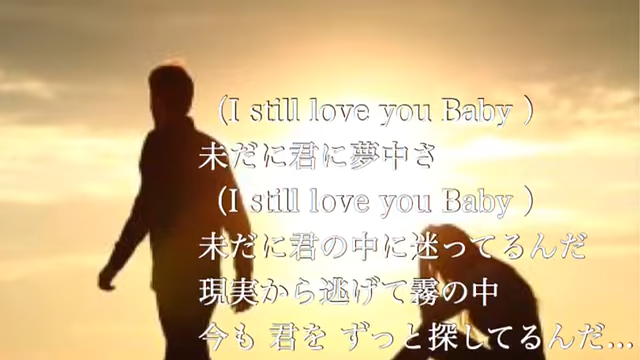 (I still love you Baby )
未だに君に夢中さ
(I still love you Baby )
未だに君の中に迷ってるんだ
現実から逃げて霧の中
今も 君を ずっと探してるんだ...